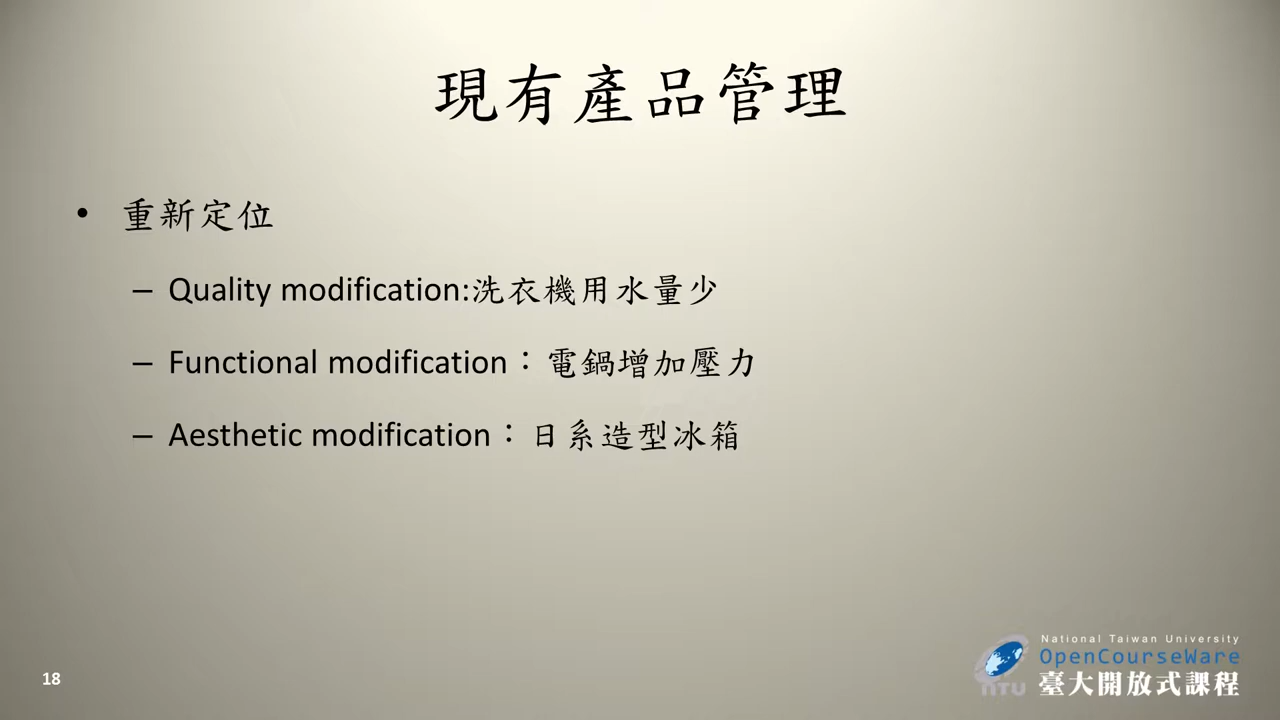 現有產品管理
• 重新定位
– Quality modification:洗衣機用水量少
– Functional modification：電鍋增加壓力
– Aesthetic modification：日系造型冰箱
18
NTU
National Taiwan University
OpenCourseWare
臺大開放式課程